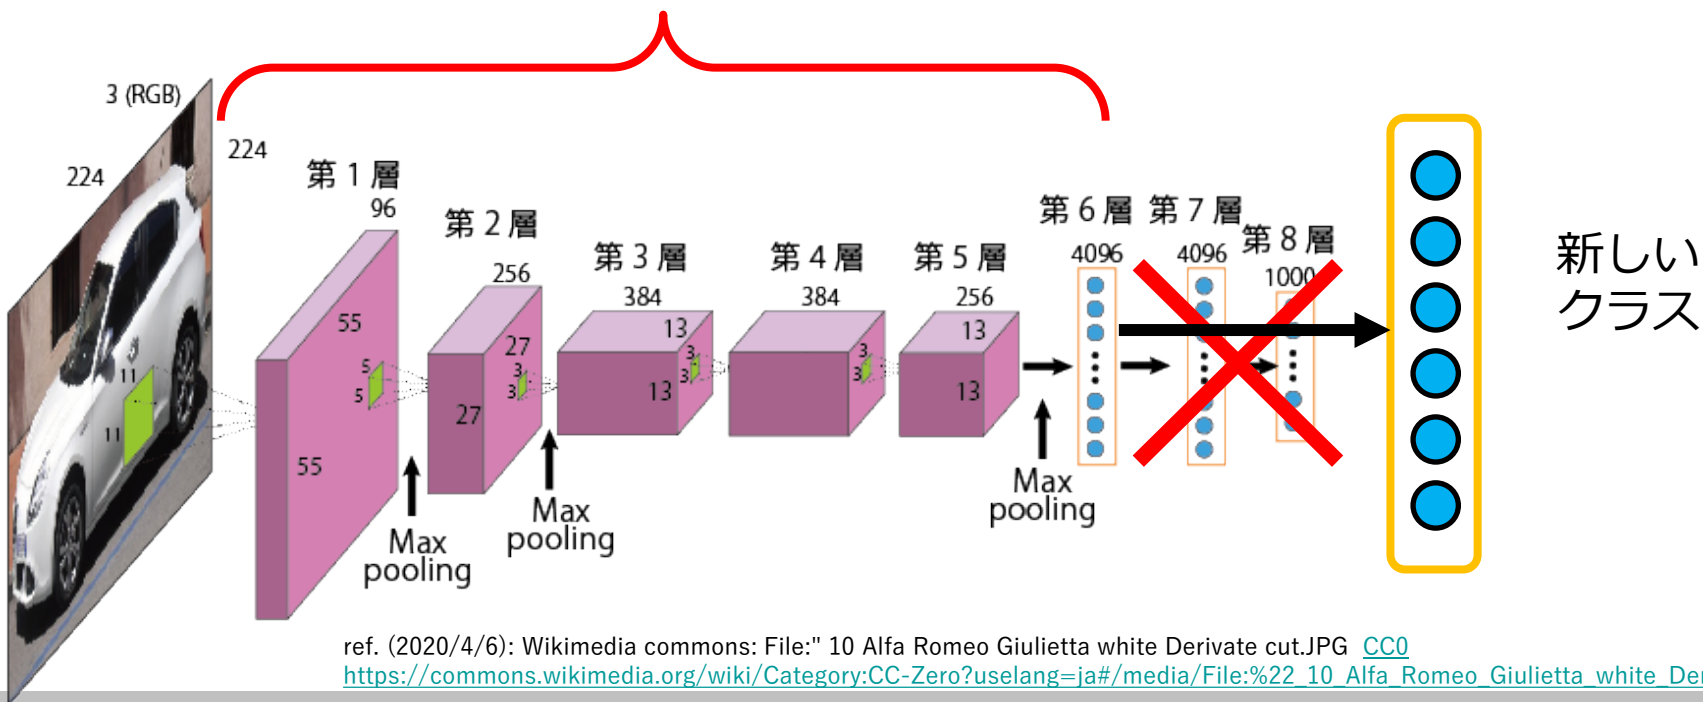 3 (RGB)
224
224
11
11
第 1 層
96
55
55
5
5
Max
pooling
第 2 層
256
27
27
3
3
Max
pooling
第 3 層
384
13
13
3
3
第 4 層
384
3
3
第 5 層
256
13
13
Max
pooling
第 6 層
4096
第 7 層
4096
第 8 層
1000
新しい
クラス
ref. (2020/4/6): Wikimedia commons: File:" 10 Alfa Romeo Giulietta white Derivate cut.JPG CC0
https://commons.wikimedia.org/wiki/Category:CC-Zero?uselang=ja#/media/File:%22_10_Alfa_Romeo_Giulietta_white_Der